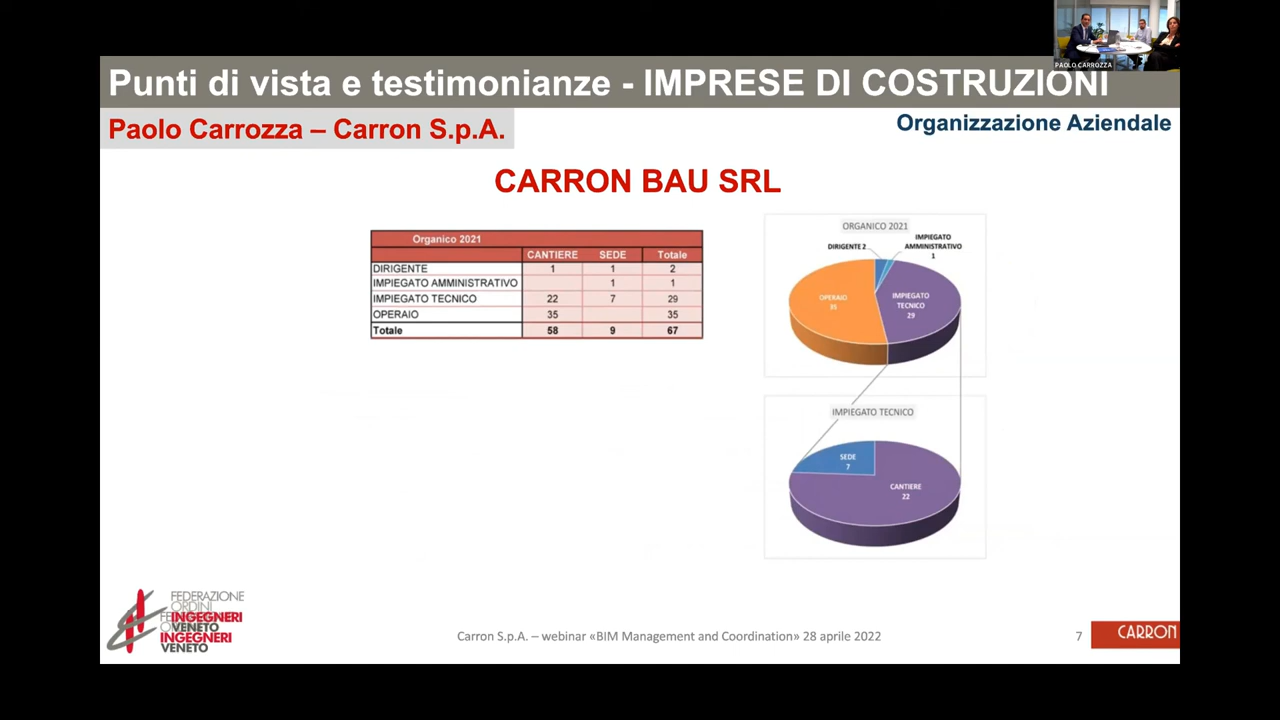 PAOLO CARROZZA
Punti di vista e testimonianze - IMPRESE DI COSTRUZIONI
Paolo Carrozza – Carron S.p.A.
Organizzazione Aziendale
CARRON BAU SRL
Organico 2021
CANTIERE SEDE Totale
DIRIGENTE 1 1 2
IMPIEGATO AMMINISTRATIVO 1 1
IMPIEGATO TECNICO 22 7 29
OPERAIO 35 35
Totale 58 9 67
ORGANICO 2021
DIRIGENTE 2
IMPIEGATO
AMMINISTRATIVO
1
OPERAIO
35
IMPIEGATO
TECNICO
29
IMPIEGATO TECNICO
SEDE
7
CANTIERE
22
FEDERAZIONE
ORDINI
INGEGNERI
VENETO
INGEGNERI
VENETO
Carron S.p.A. – webinar «BIM Management and Coordination» 28 aprile 2022
7
CARRON